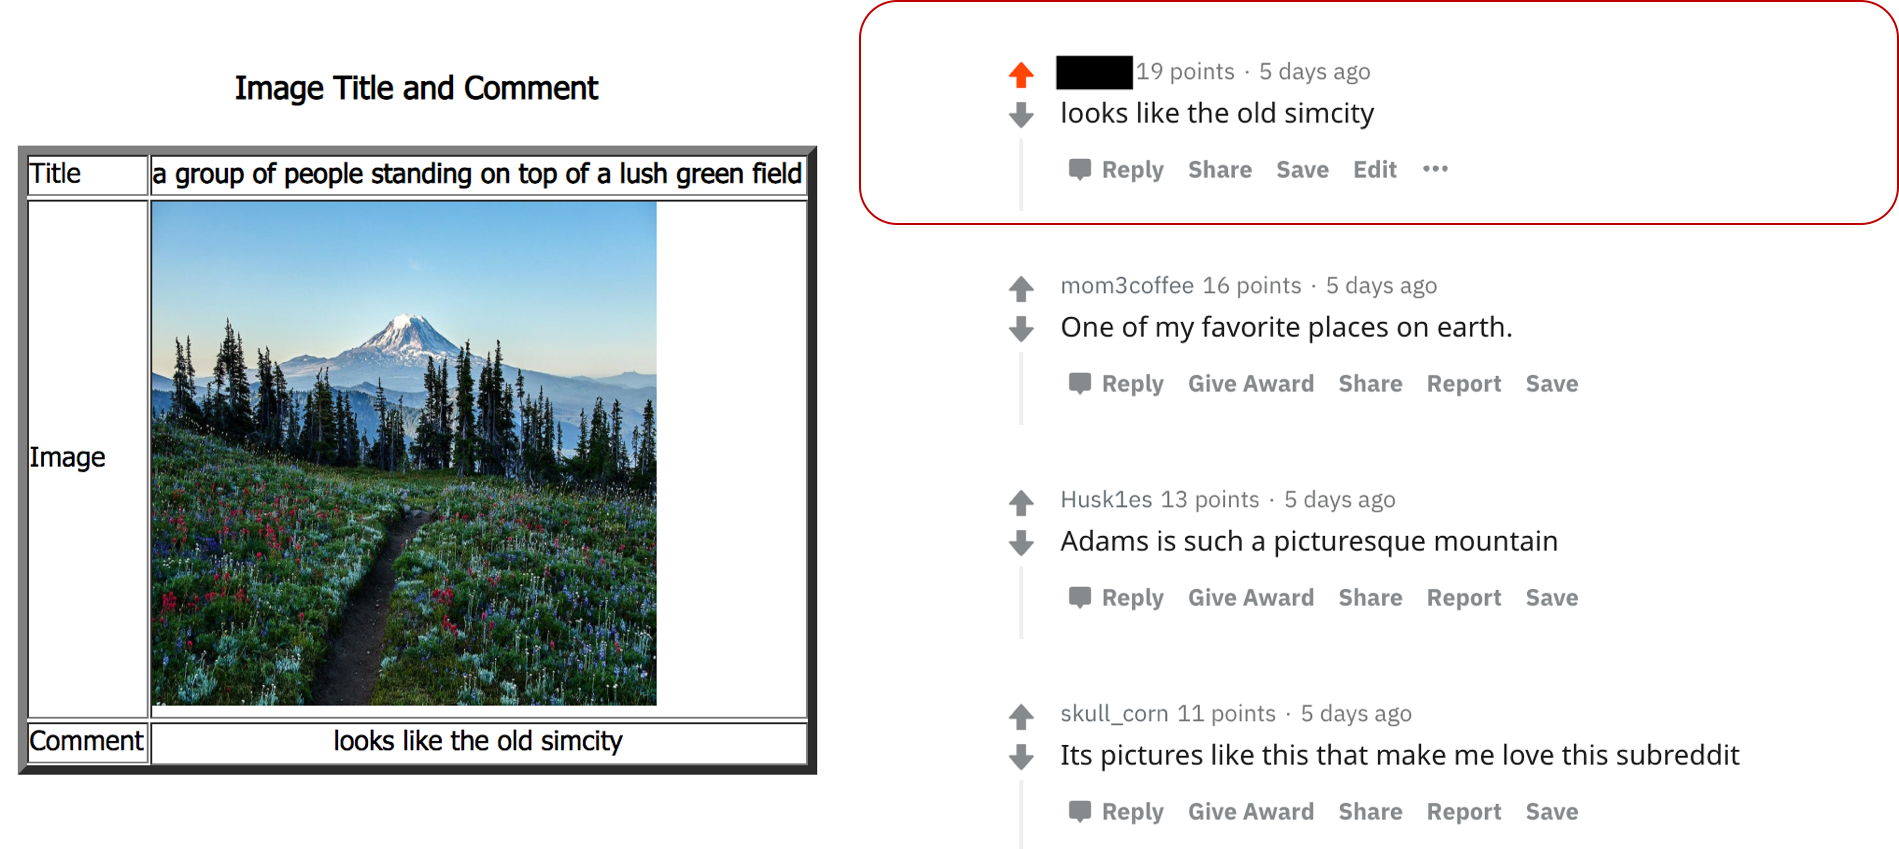 Image Title and Comment
Title
a group of people standing on top of a lush green field
Image
Comment
looks like the old simcity
19 points · 5 days ago
looks like the old simcity
Reply Share Save Edit •••
mom3coffee 16 points · 5 days ago
One of my favorite places on earth.
Reply Give Award Share Report Save
Husk1es 13 points · 5 days ago
Adams is such a picturesque mountain
Reply Give Award Share Report Save
skull_corn 11 points · 5 days ago
Its pictures like this that make me love this subreddit
Reply Give Award Share Report Save